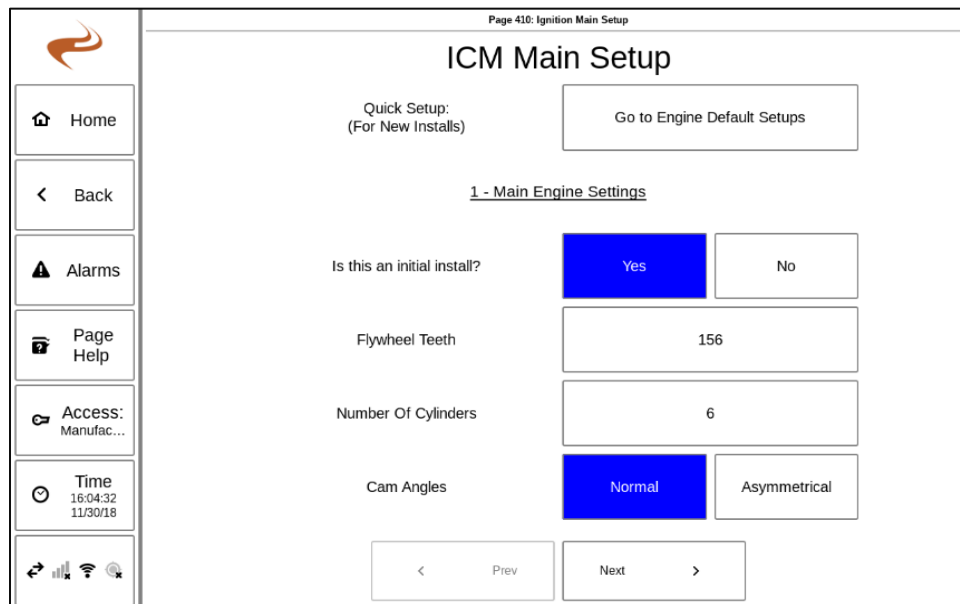 Page 410: Ignition Main Setup
ICM Main Setup
Home
Back
Alarms
Page
Help
Access:
Manufac...
Time
16:04:32
11/30/18
Quick Setup:
(For New Installs)
Go to Engine Default Setups
1 - Main Engine Settings
Is this an initial install?
Yes
No
Flywheel Teeth
156
Number Of Cylinders
6
Cam Angles
Normal
Asymmetrical
< Prev
Next >